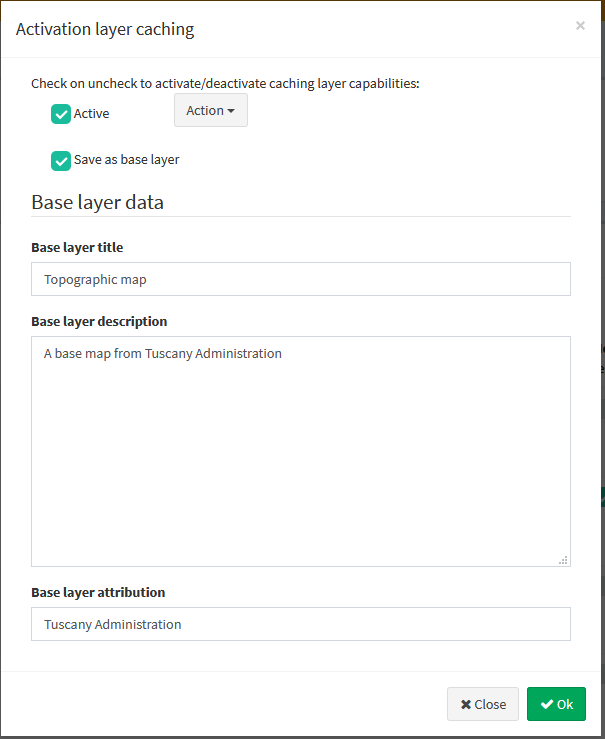 Activation layer caching
×
Check on uncheck to activate/deactivate caching layer capabilities:
Active
Action
Save as base layer
Base layer data
Base layer title
Topographic map
Base layer description
A base map from Tuscany Administration
Base layer attribution
Tuscany Administration
Close
Ok